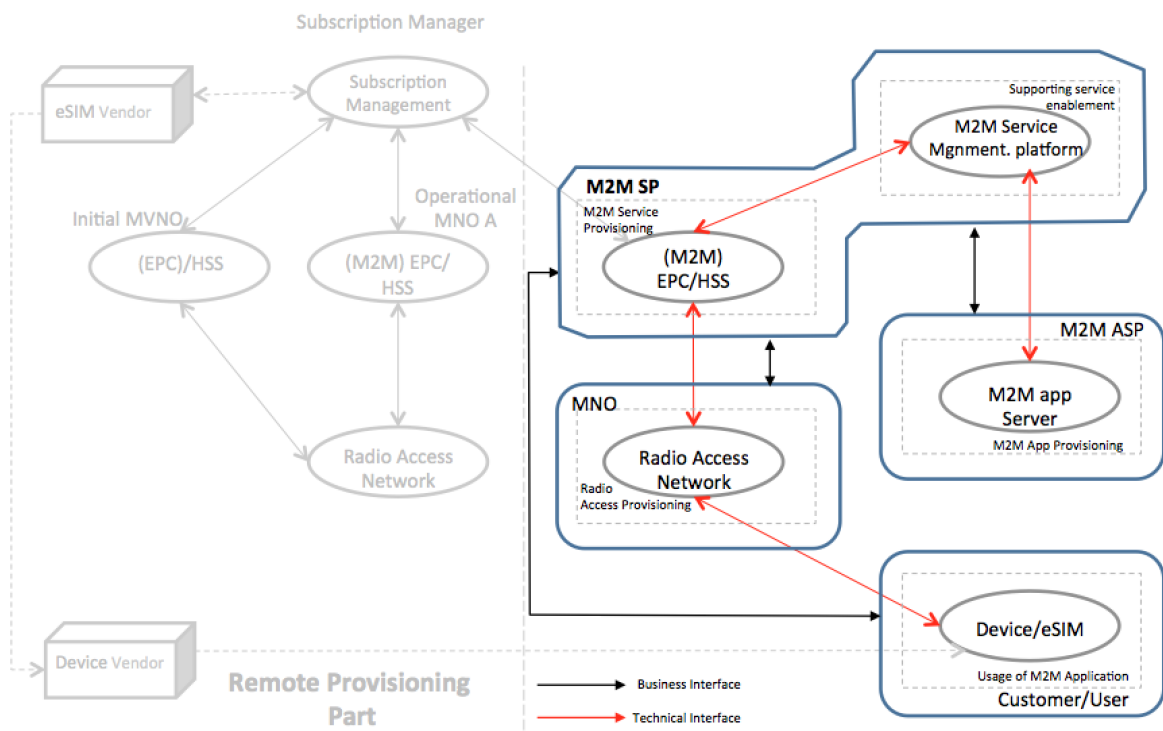 Subscription Manager
eSIM Vendor
Subscription
Management
Initial MVNO
Operational
MNO A
(EPC)/HSS
(M2M) EPC/
HSS
Radio Access
Network
Device Vendor
Remote Provisioning
Part
Supporting service
enablement
M2M Service
Mgnment. platform
M2M SP
M2M Service
Provisioning
(M2M)
EPC/HSS
M2M ASP
M2M app
Server
M2M App Provisioning
MNO
Radio Access
Network
Radio
Access Provisioning
Device/eSIM
Usage of M2M Application
Customer/User
Business Interface
Technical Interface